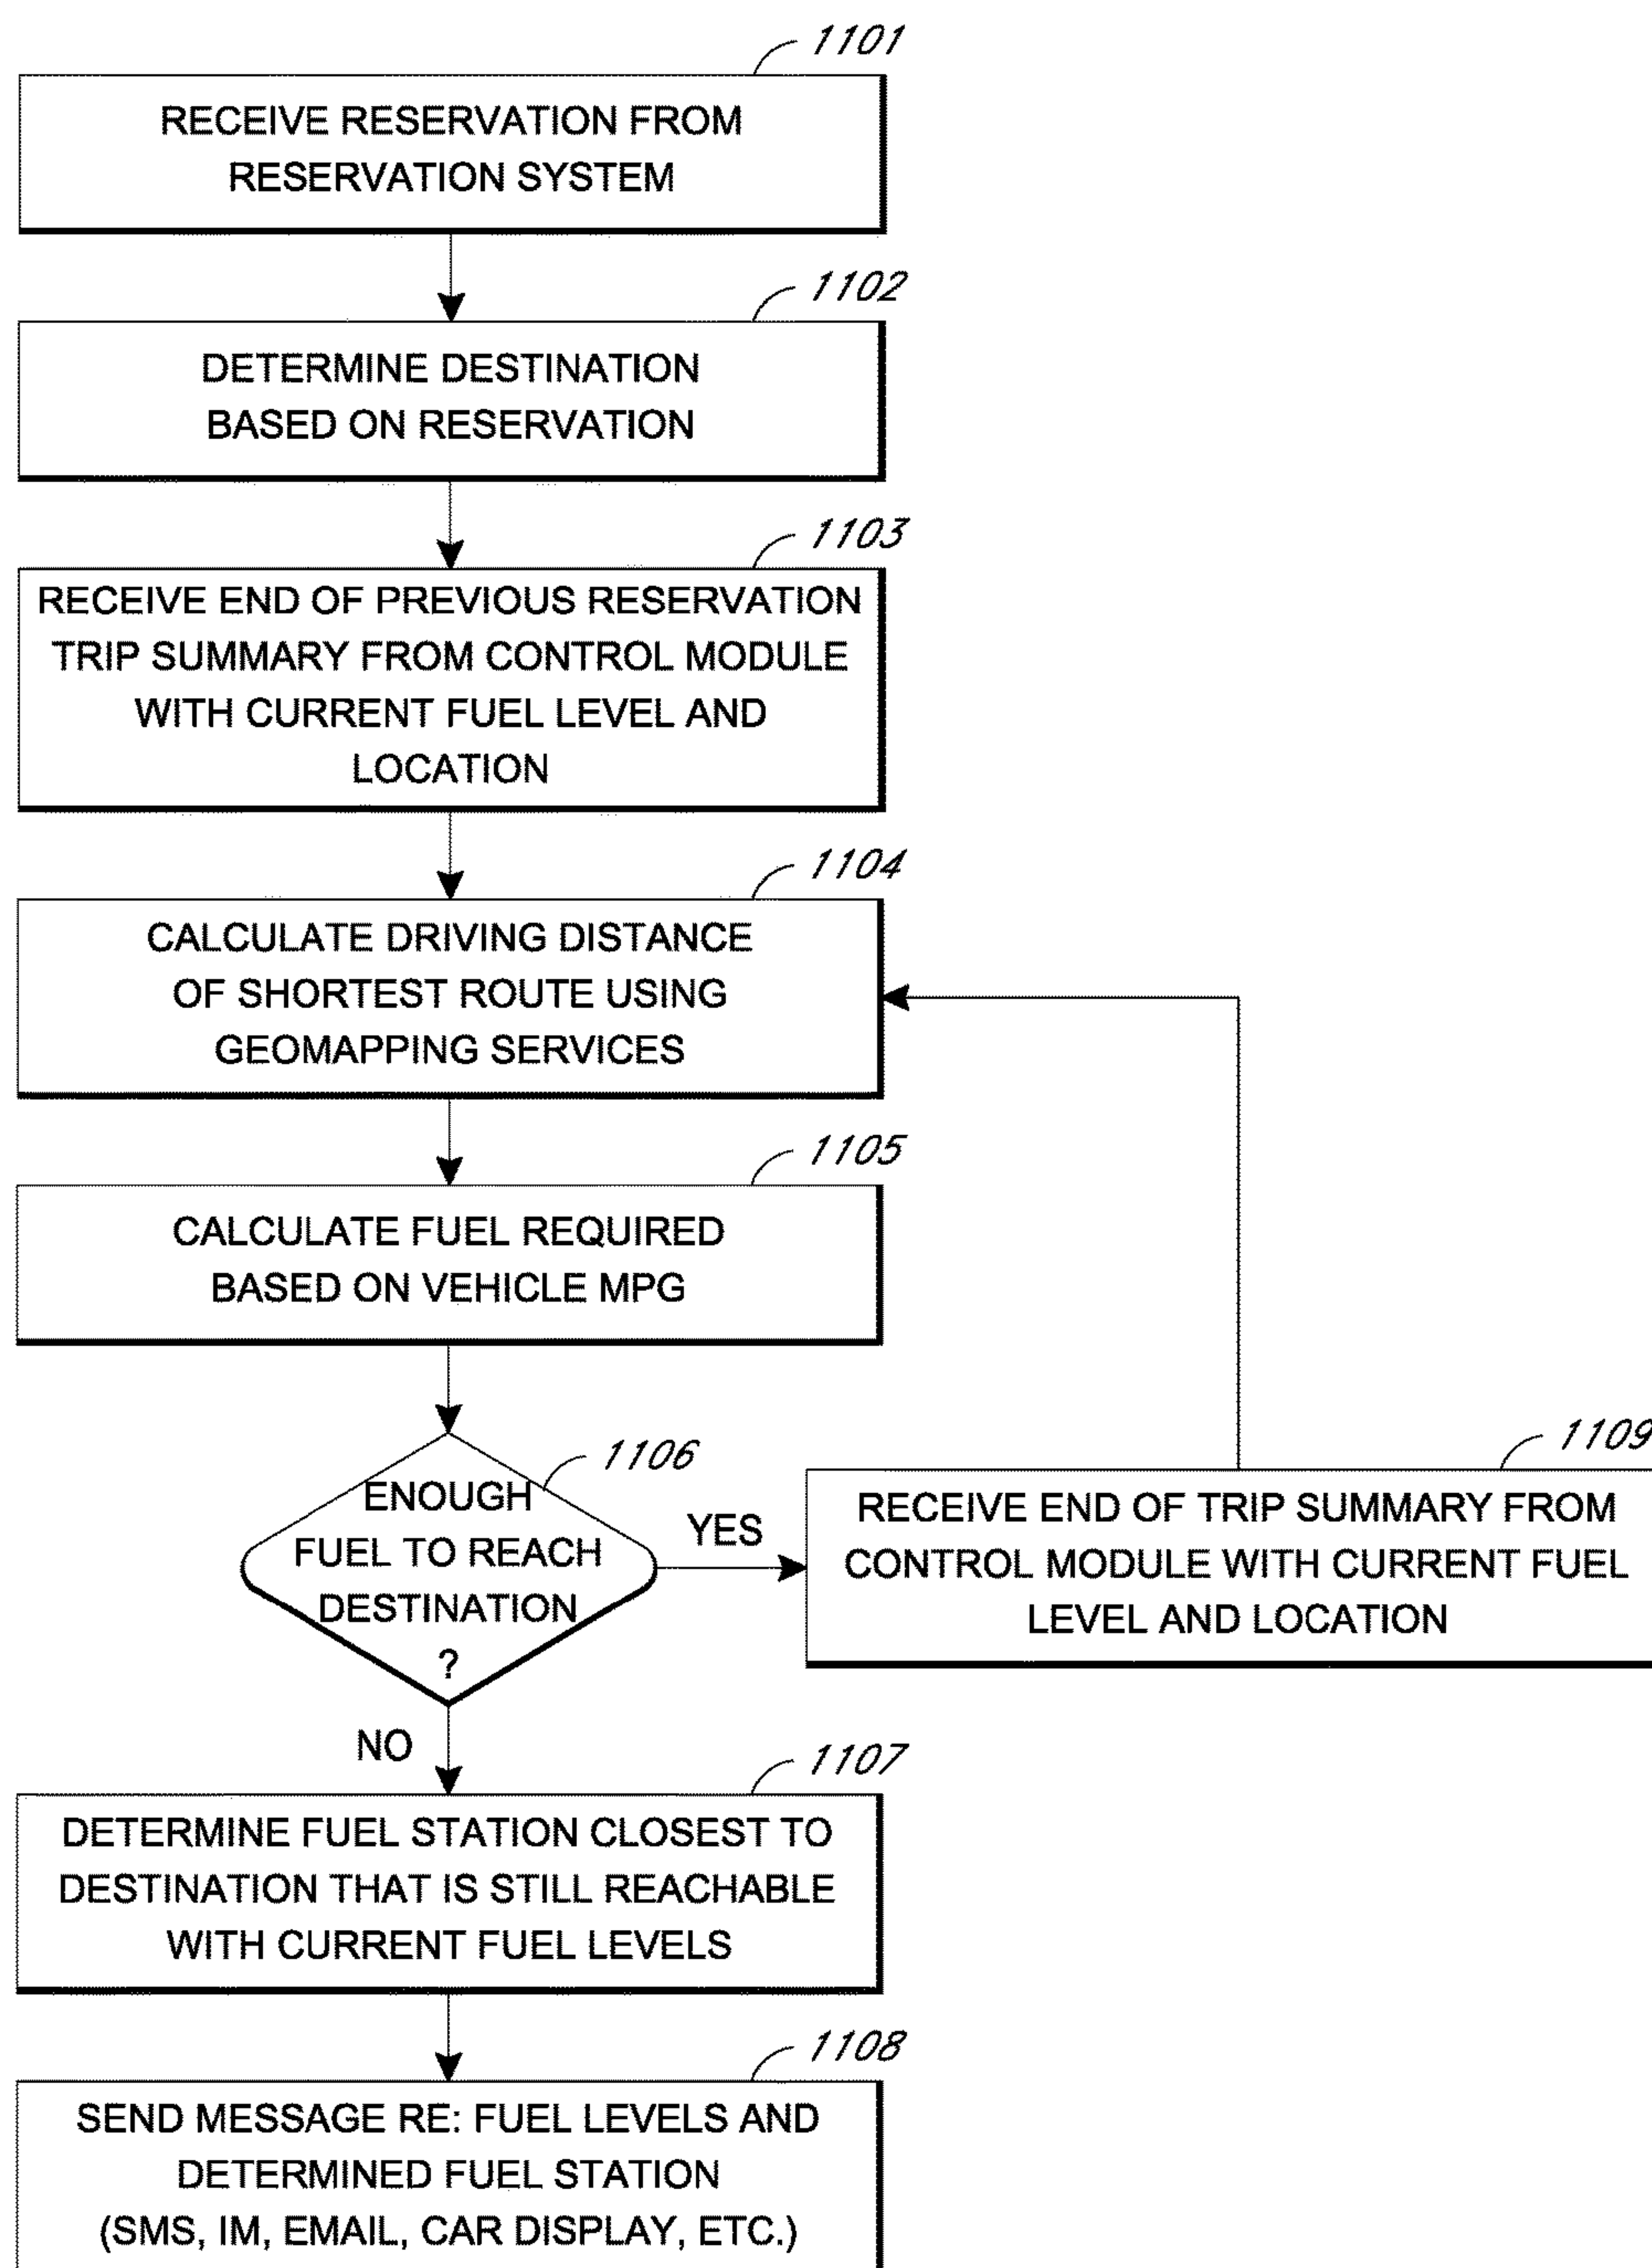 1101
RECEIVE RESERVATION FROM
RESERVATION SYSTEM
1102
DETERMINE DESTINATION
BASED ON RESERVATION
1103
RECEIVE END OF PREVIOUS RESERVATION
TRIP SUMMARY FROM CONTROL MODULE
WITH CURRENT FUEL LEVEL AND
LOCATION
1104
CALCULATE DRIVING DISTANCE
OF SHORTEST ROUTE USING
GEOMAPPING SERVICES
1105
CALCULATE FUEL REQUIRED
BASED ON VEHICLE MPG
1106
ENOUGH
FUEL TO REACH
DESTINATION
?
YES
1109
RECEIVE END OF TRIP SUMMARY FROM
CONTROL MODULE WITH CURRENT FUEL
LEVEL AND LOCATION
NO
1107
DETERMINE FUEL STATION CLOSEST TO
DESTINATION THAT IS STILL REACHABLE
WITH CURRENT FUEL LEVELS
1108
SEND MESSAGE RE: FUEL LEVELS AND
DETERMINED FUEL STATION
(SMS, IM, EMAIL, CAR DISPLAY, ETC.)